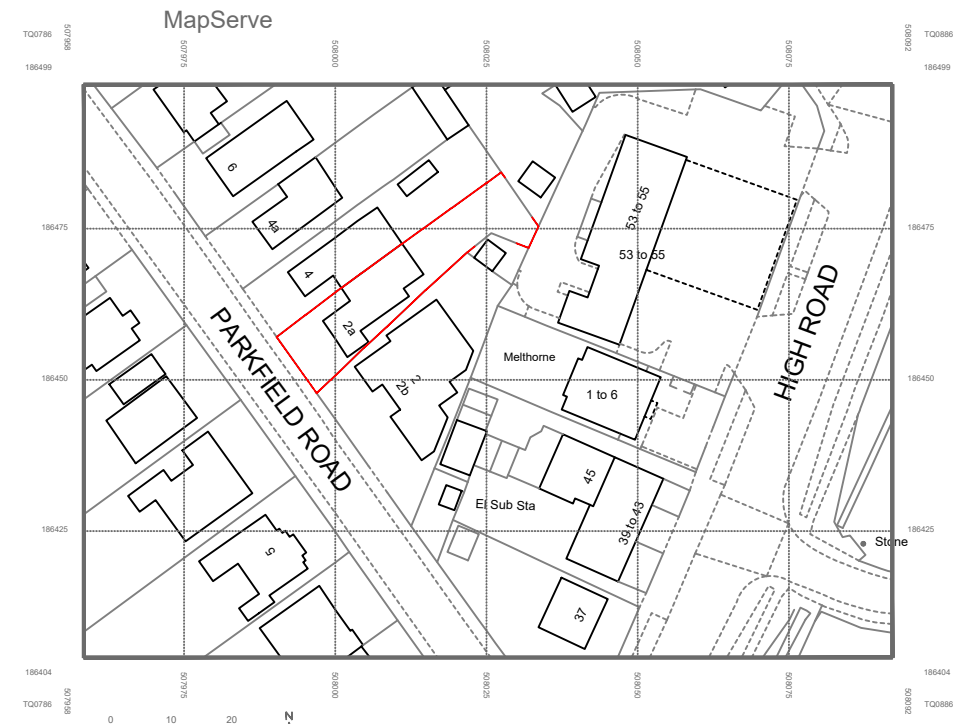 MapServe
TQ0786
507958
507975
508000
508025
508050
508075
508092
TQ0886
186499
186499
6
4a
53 to 55
186475
186475
53 to 55
4
HIGH ROAD
PARKFIELD ROAD
2a
Melthorne
186450
186450
2
2b
1 to 6
45
El Sub Sta
39 to 43
186425
186425
Stone
5
37
186404
186404
TQ0786
507958
507975
508000
508025
508050
508075
508092
TQ0886
0 10 20
N